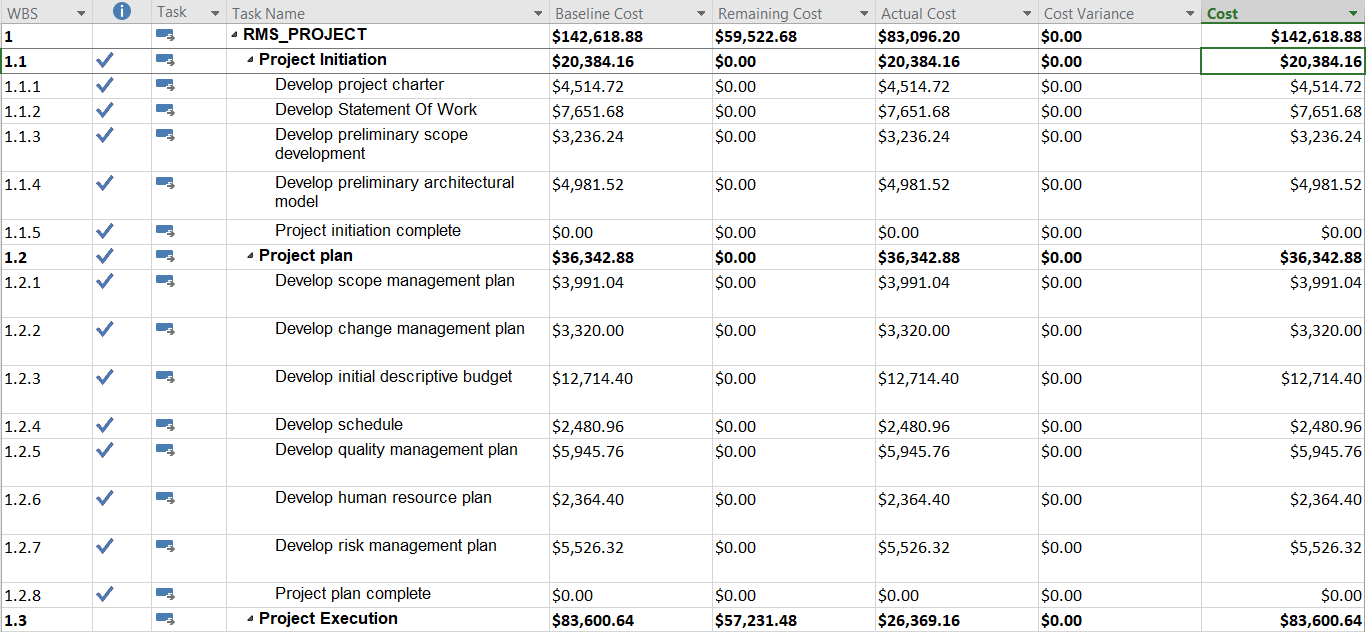 WBS Task Task Name Baseline Cost Remaining Cost Actual Cost Cost Variance Cost
1 RMS_PROJECT $142,618.88 $59,522.68 $83,096.20 $0.00 $142,618.88
1.1 Project Initiation $20,384.16 $0.00 $20,384.16 $0.00 $20,384.16
1.1.1 Develop project charter $4,514.72 $0.00 $4,514.72 $0.00 $4,514.72
1.1.2 Develop Statement Of Work $7,651.68 $0.00 $7,651.68 $0.00 $7,651.68
1.1.3 Develop preliminary scope $3,236.24 $0.00 $3,236.24 $0.00 $3,236.24
development
1.1.4 Develop preliminary architectural $4,981.52 $0.00 $4,981.52 $0.00 $4,981.52
model
1.1.5 Project initiation complete $0.00 $0.00 $0.00 $0.00 $0.00
1.2 Project plan $36,342.88 $0.00 $36,342.88 $0.00 $36,342.88
1.2.1 Develop scope management plan $3,991.04 $0.00 $3,991.04 $0.00 $3,991.04
1.2.2 Develop change management plan $3,320.00 $0.00 $3,320.00 $0.00 $3,320.00
1.2.3 Develop initial descriptive budget $12,714.40 $0.00 $12,714.40 $0.00 $12,714.40
1.2.4 Develop schedule $2,480.96 $0.00 $2,480.96 $0.00 $2,480.96
1.2.5 Develop quality management plan $5,945.76 $0.00 $5,945.76 $0.00 $5,945.76
1.2.6 Develop human resource plan $2,364.40 $0.00 $2,364.40 $0.00 $2,364.40
1.2.7 Develop risk management plan $5,526.32 $0.00 $5,526.32 $0.00 $5,526.32
1.2.8 Project plan complete $0.00 $0.00 $0.00 $0.00 $0.00
1.3 Project Execution $83,600.64 $57,231.48 $26,369.16 $0.00 $83,600.64